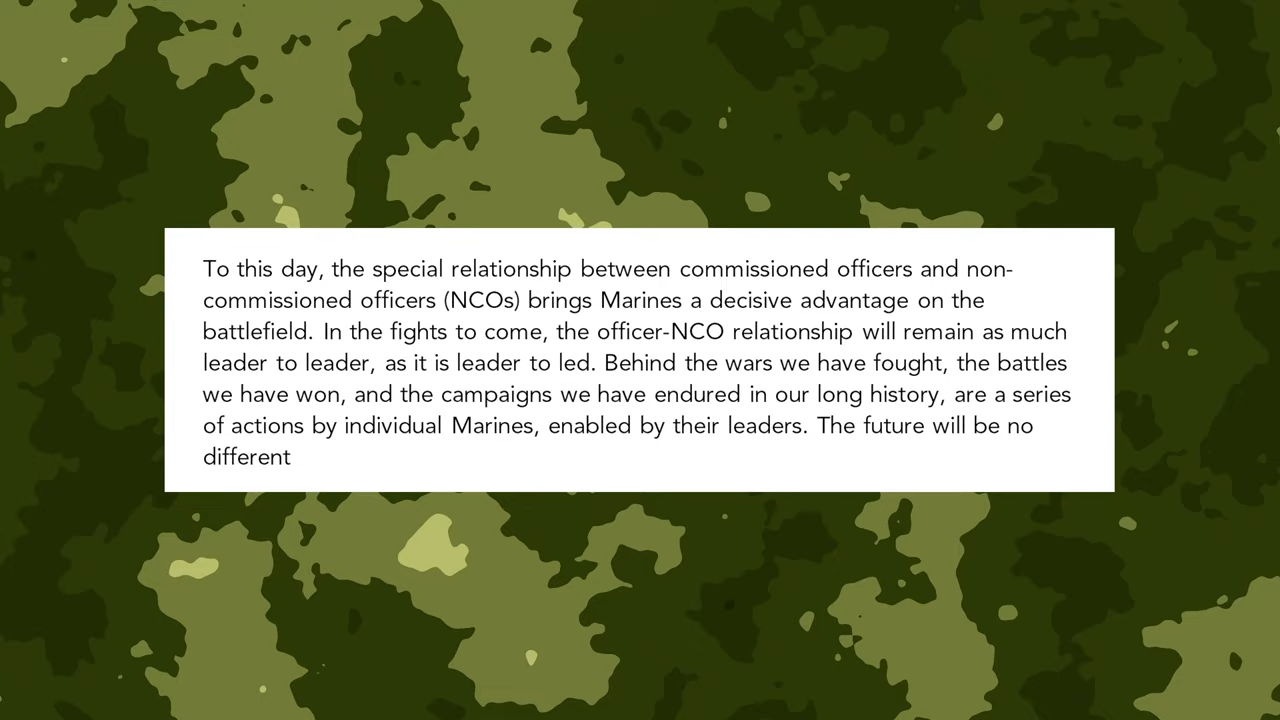 To this day, the special relationship between commissioned officers and non-
commissioned officers (NCOs) brings Marines a decisive advantage on the
battlefield. In the fights to come, the officer-NCO relationship will remain as much
leader to leader, as it is leader to led. Behind the wars we have fought, the battles
we have won, and the campaigns we have endured in our long history, are a series
of actions by individual Marines, enabled by their leaders. The future will be no
different